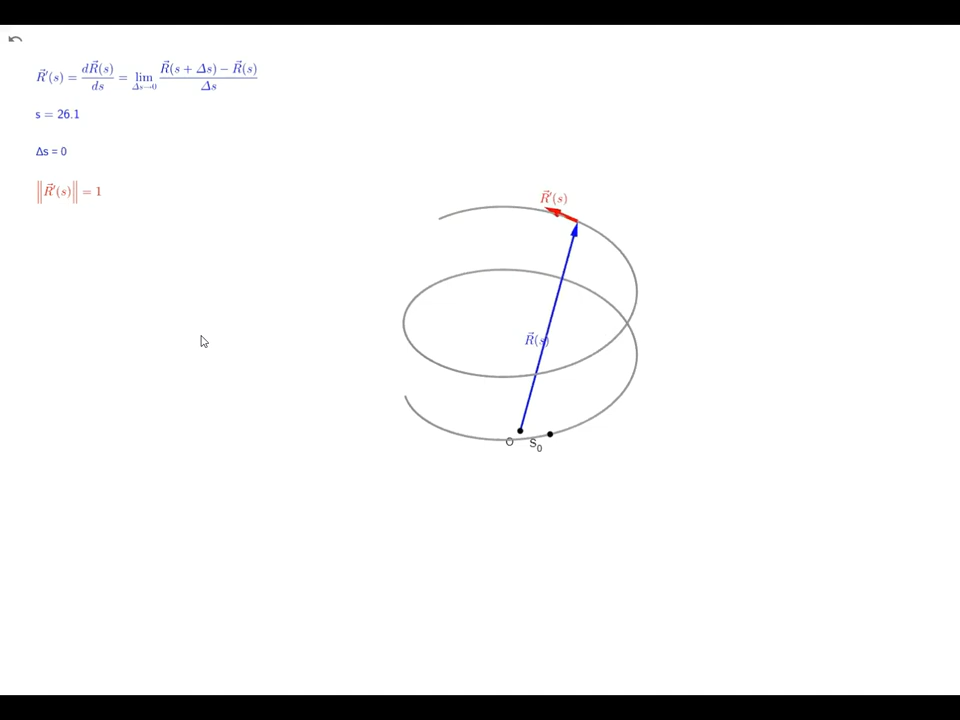 R⃗′(s) = dR⃗(s)/ds = lim Δs→0 (R⃗(s + Δs) − R⃗(s))/Δs
s = 26.1
Δs = 0
‖R⃗′(s)‖ = 1
R⃗′(s)
R⃗(s)
O
S₀